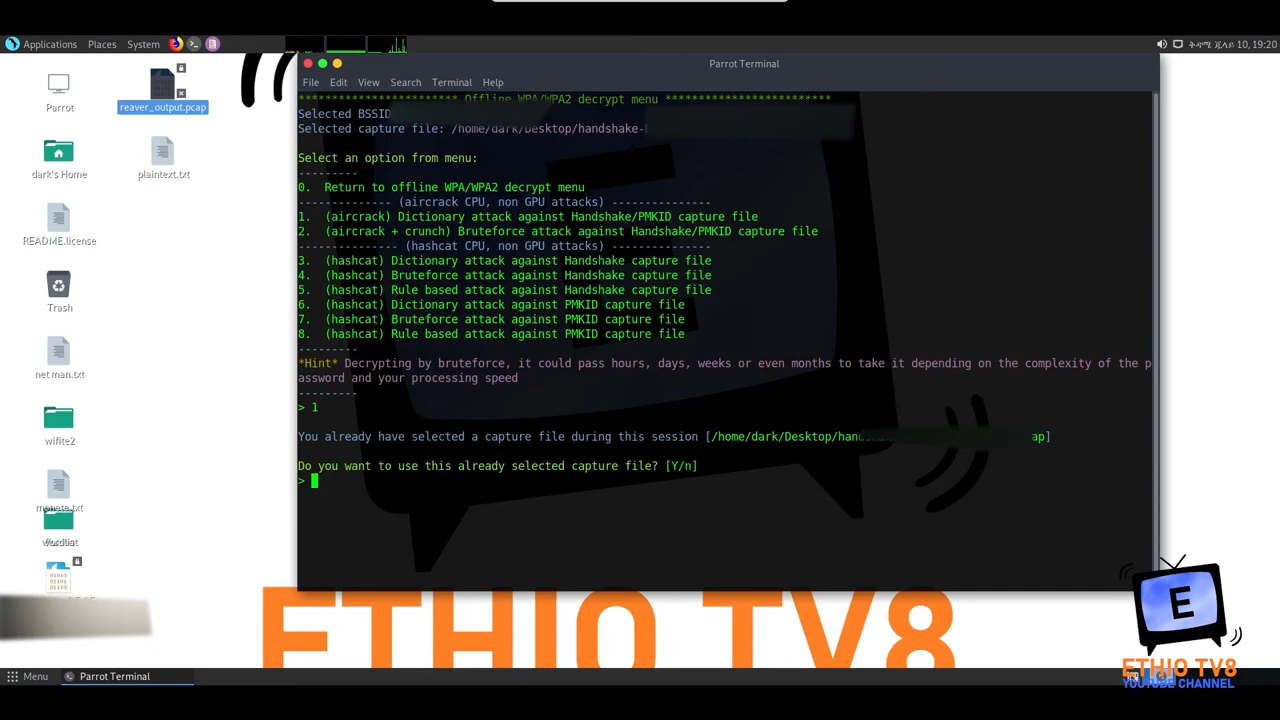 Applications Places System
ቅዳሜ ጁላይ 10, 19:20
Parrot Terminal
File Edit View Search Terminal Help
Parrot
reaver_output.pcap
dark's Home
plaintext.txt
README.license
Trash
net man.txt
wifite2
*********************** Offline WPA/WPA2 decrypt menu *************************
Selected BSSID
Selected capture file: /home/dark/Desktop/handshake-
Select an option from menu:
---------
0. Return to offline WPA/WPA2 decrypt menu
------------- (aircrack CPU, non GPU attacks) ---------------
1. (aircrack) Dictionary attack against Handshake/PMKID capture file
2. (aircrack + crunch) Bruteforce attack against Handshake/PMKID capture file
-------------- (hashcat CPU, non GPU attacks) ---------------
3. (hashcat) Dictionary attack against Handshake capture file
4. (hashcat) Bruteforce attack against Handshake capture file
5. (hashcat) Rule based attack against Handshake capture file
6. (hashcat) Dictionary attack against PMKID capture file
7. (hashcat) Bruteforce attack against PMKID capture file
8. (hashcat) Rule based attack against PMKID capture file
---------
*Hint* Decrypting by bruteforce, it could pass hours, days, weeks or even months to take it depending on the complexity of the p
assword and your processing speed
---------
> 1
You already have selected a capture file during this session [/home/dark/Desktop/hand ap]
Do you want to use this already selected capture file? [Y/n]
>
ETHIO TV8
E
ETHIO TV8
YOUTUBE CHANNEL
Menu
Parrot Terminal